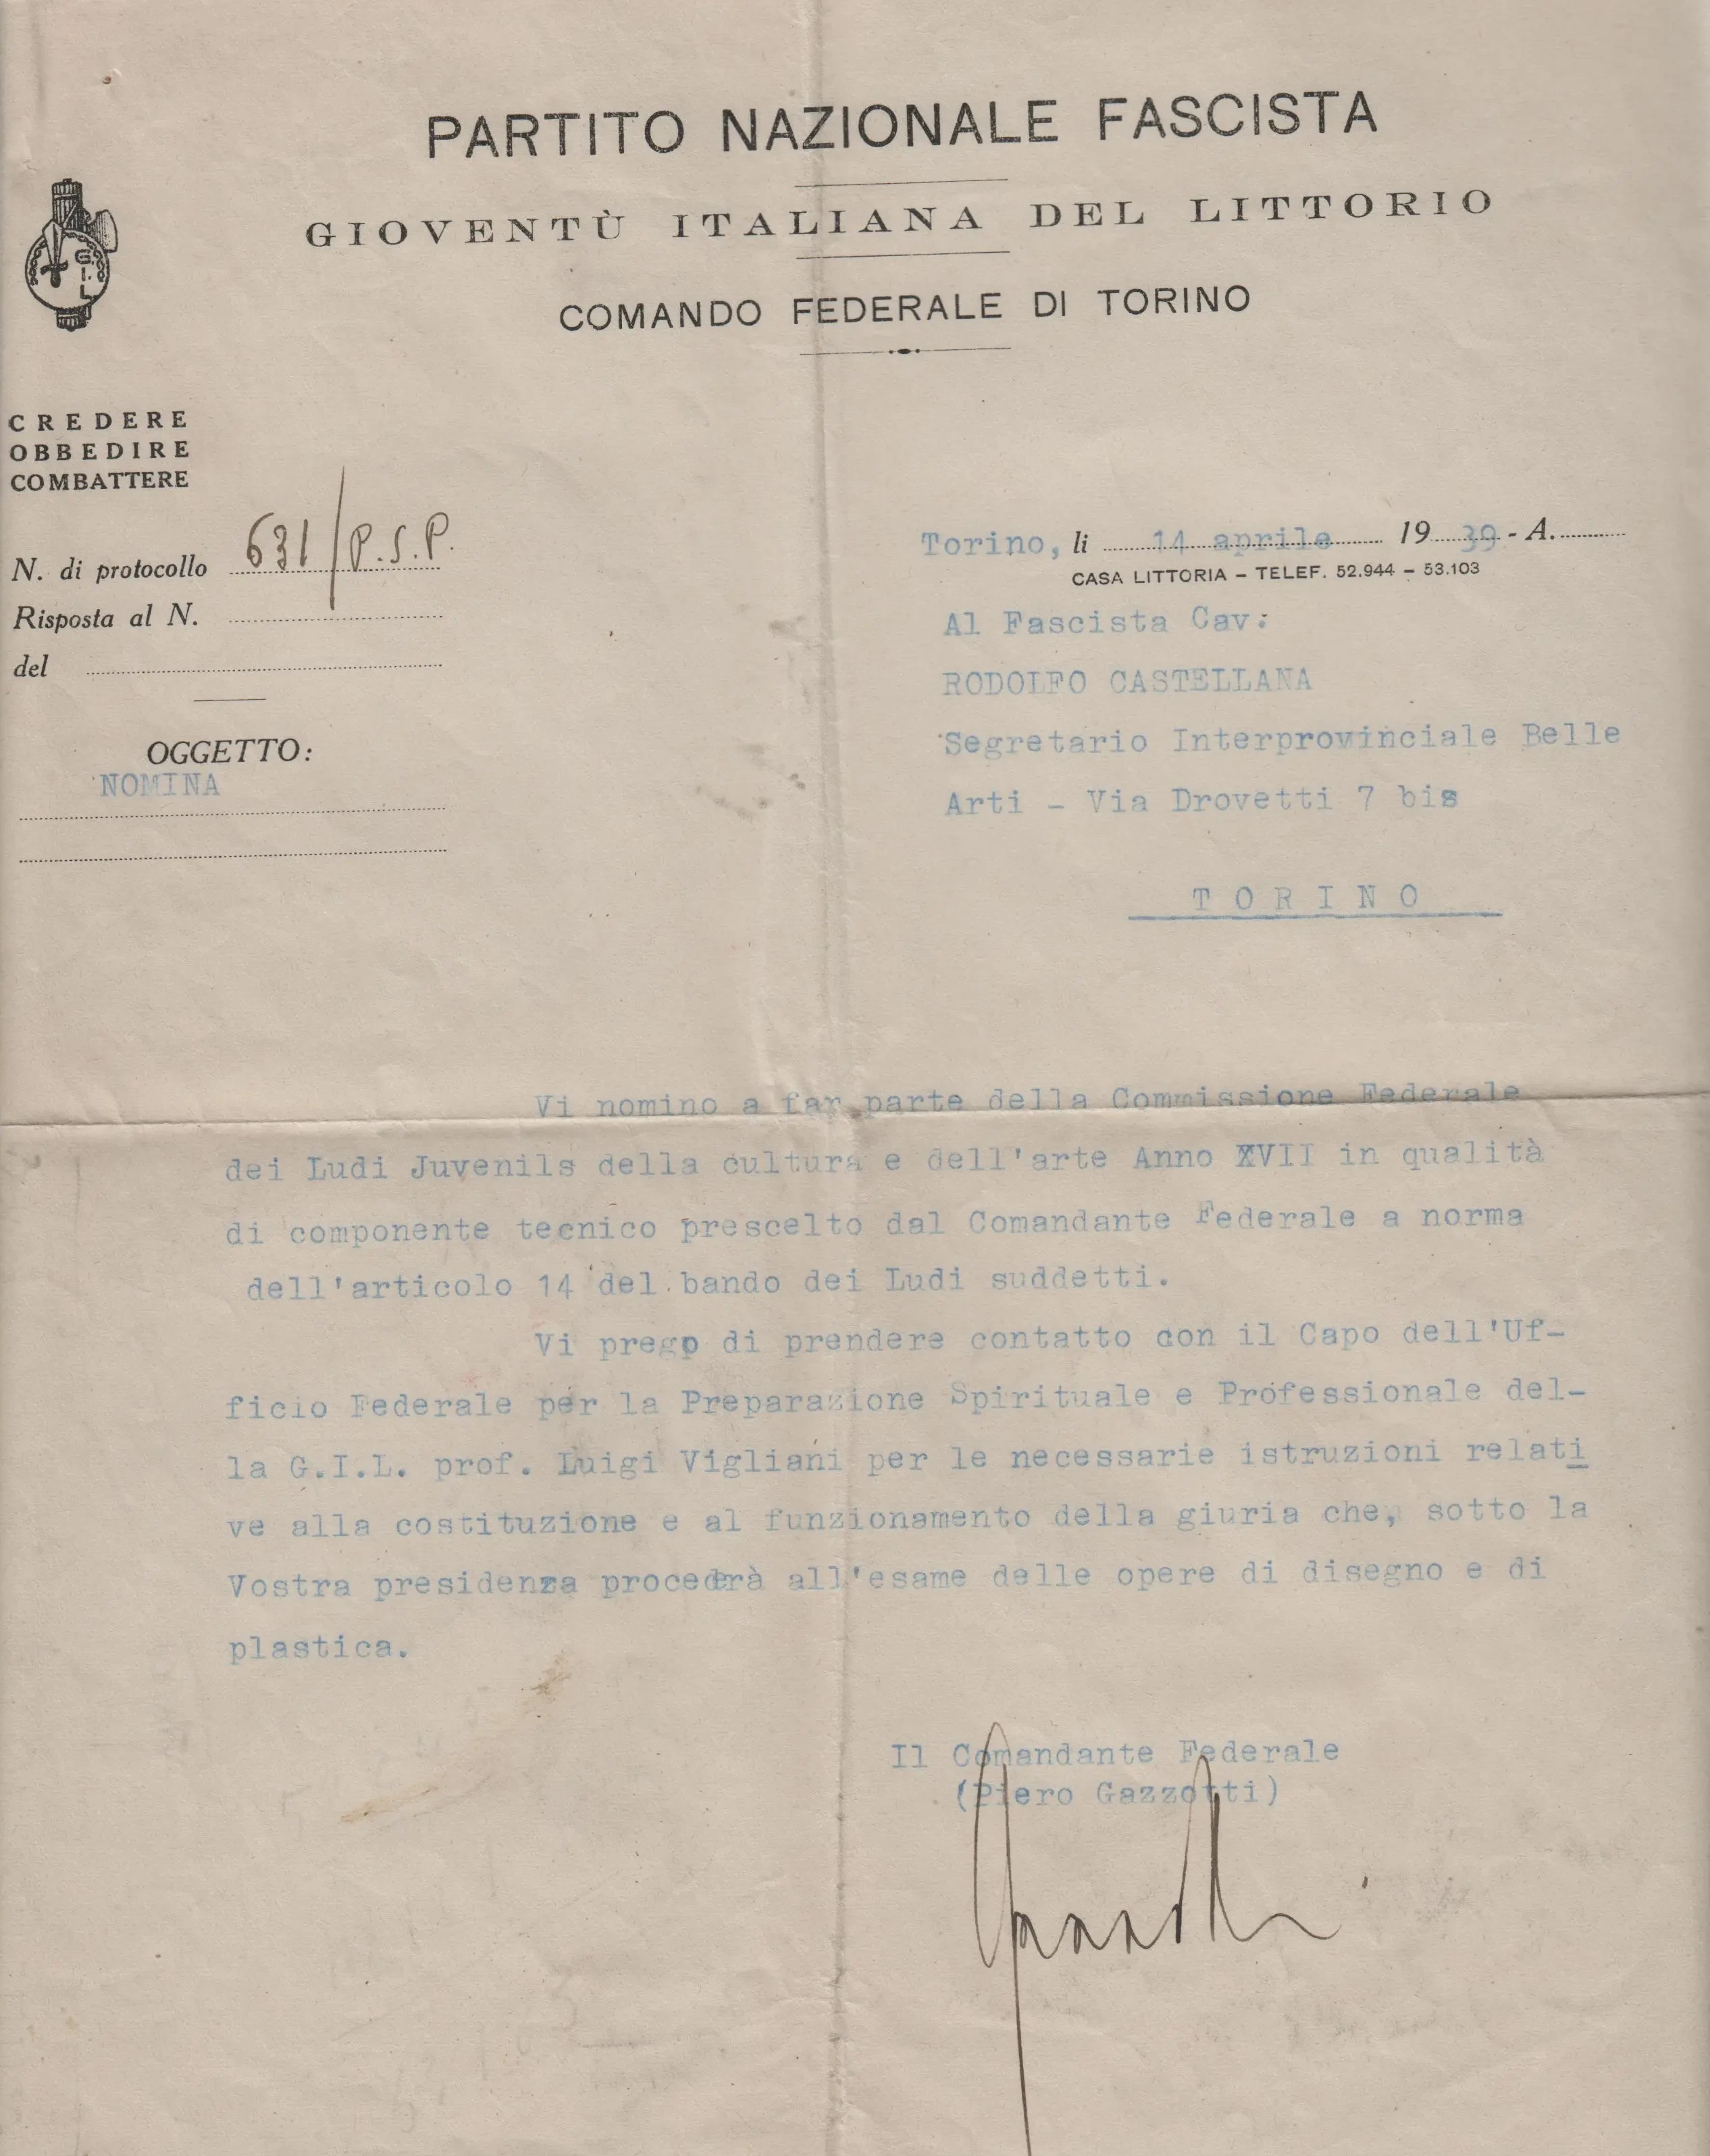 PARTITO NAZIONALE FASCISTA
GIOVENTÙ ITALIANA DEL LITTORIO
COMANDO FEDERALE DI TORINO
G.I.L.
CREDERE
OBBEDIRE
COMBATTERE
N. di protocollo 631/P.S.P.
Risposta al N.
del
OGGETTO:
NOMINA
Torino, li 14 aprile 1939 - A.
CASA LITTORIA – TELEF. 52.944 – 53.103
Al Fascista Cav:
RODOLFO CASTELLANA
Segretario Interprovinciale Belle
Arti - Via Drovetti 7 bis
TORINO
Vi nomino a far parte della Commissione Federale
dei Ludi Juvenils della cultura e dell'arte Anno XVII in qualità
di componente tecnico prescelto dal Comandante Federale a norma
dell'articolo 14 del bando dei Ludi suddetti.
Vi prego di prendere contatto con il Capo dell'Uf-
ficio Federale per la Preparazione Spirituale e Professionale del-
la G.I.L. prof. Luigi Vigliani per le necessarie istruzioni relati
ve alla costituzione e al funzionamento della giuria che, sotto la
Vostra presidenza procederà all'esame delle opere di disegno e di
plastica.
Il Comandante Federale
(Piero Gazzotti)
Gazzotti